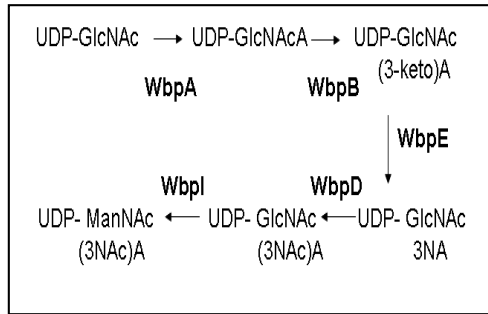 UDP-GlcNAc UDP-GlcNAcA UDP-GlcNAc
(3-keto)A
WbpA WbpB
WbpE
WbpI WbpD
UDP- ManNAc UDP- GlcNAc UDP- GlcNAc
(3NAc)A (3NAc)A 3NA